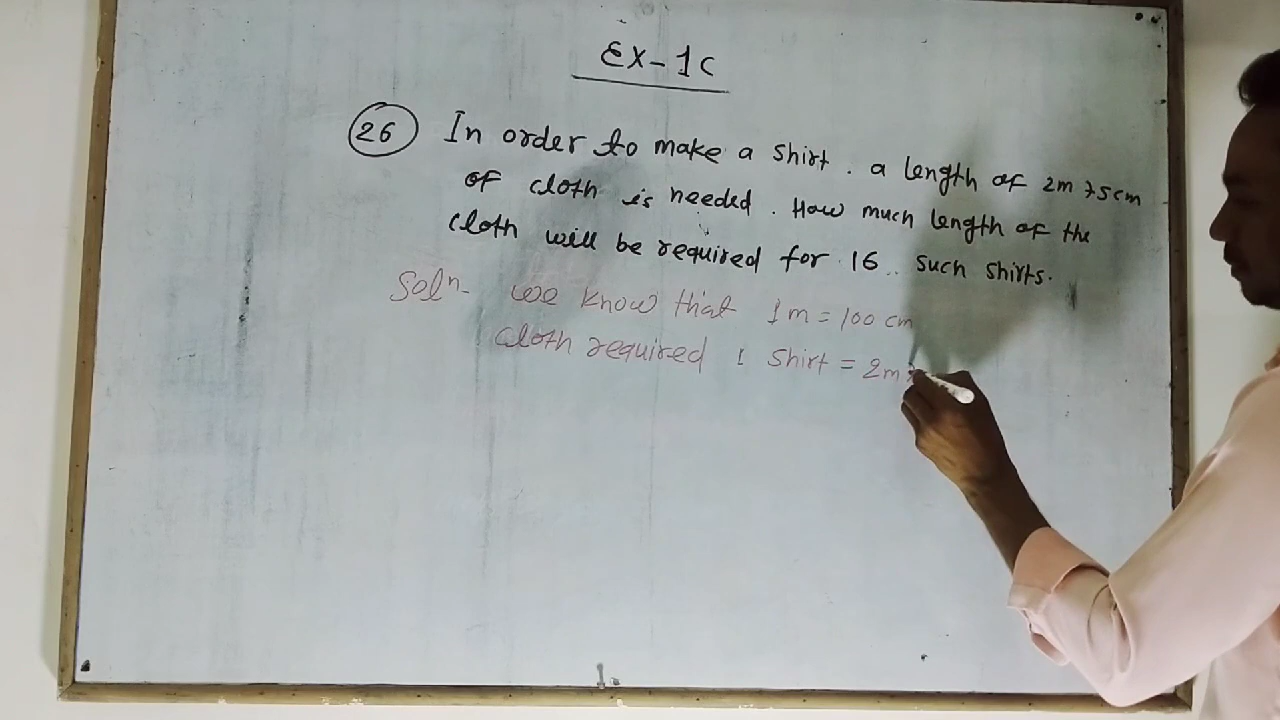 EX-1C
26 In order to make a shirt. a length of 2m 75cm
of cloth is needed. How much length of the
cloth will be required for 16 such shirts.
Soln- we know that 1m = 100 cm
cloth required 1 shirt = 2m